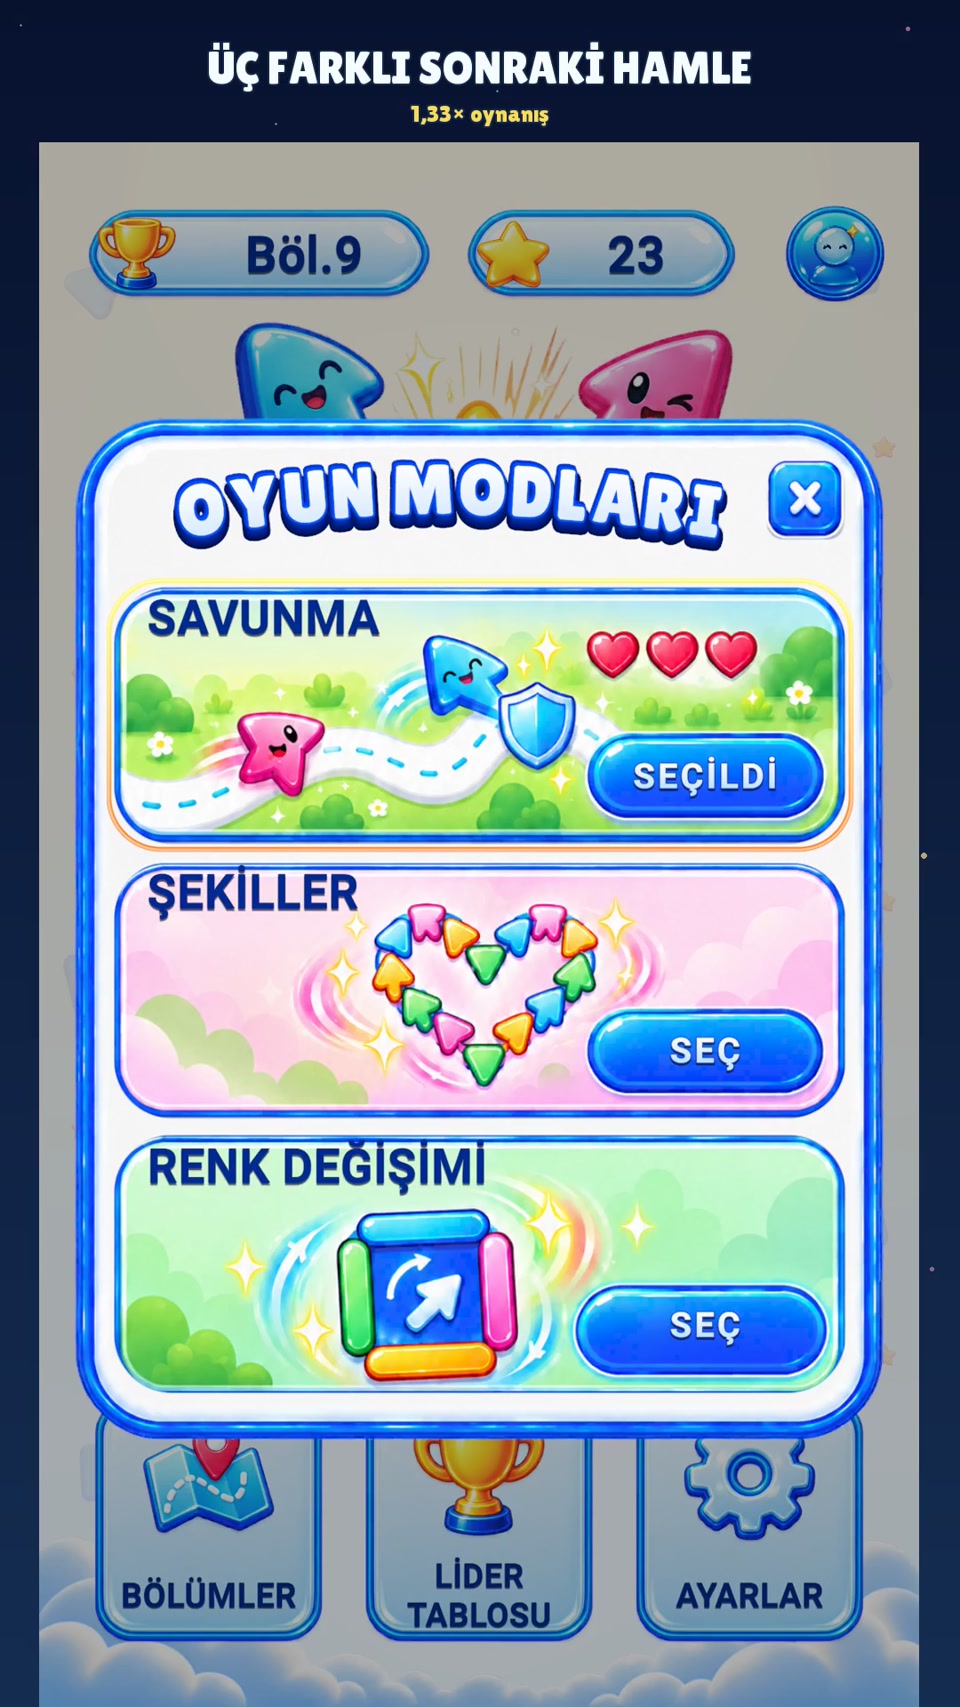 ÜÇ FARKLI SONRAKİ HAMLE
1,33× oynanış
Böl.9
23
OYUN MODLARI
SAVUNMA
SEÇİLDİ
ŞEKİLLER
SEÇ
RENK DEĞİŞİMİ
SEÇ
BÖLÜMLER
LİDER
TABLOSU
AYARLAR